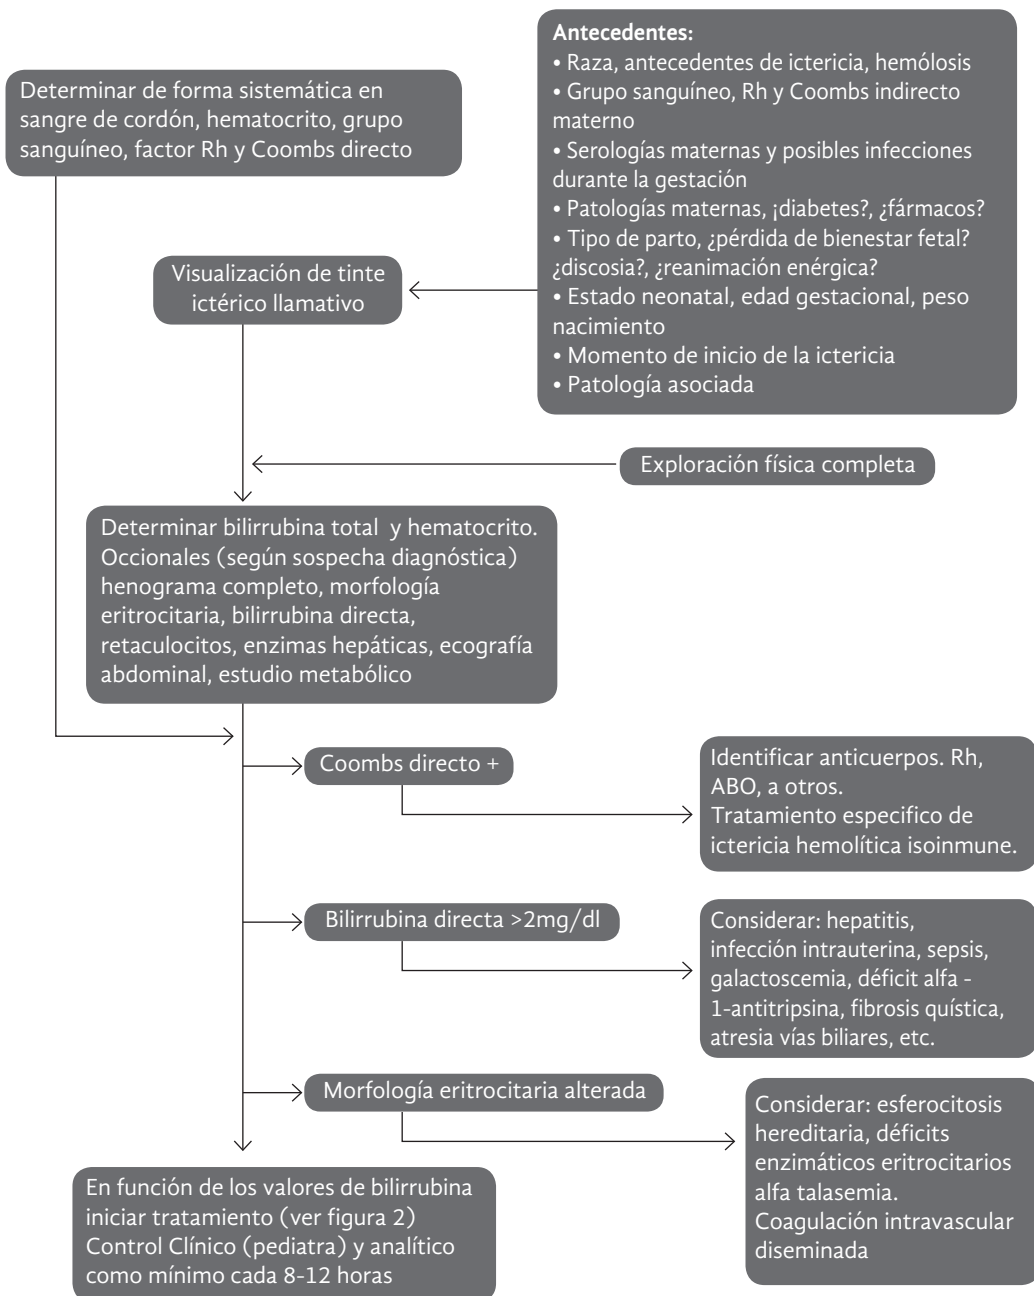 Determinar de forma sistemática en
sangre de cordón, hematocrito, grupo
sanguíneo, factor Rh y Coombs directo
Antecedentes:
• Raza, antecedentes de ictericia, hemólosis
• Grupo sanguíneo, Rh y Coombs indirecto
materno
• Serologías maternas y posibles infecciones
durante la gestación
• Patologías maternas, ¡diabetes?, ¿fármacos?
• Tipo de parto, ¿pérdida de bienestar fetal?
¿discosia?, ¿reanimación enérgica?
• Estado neonatal, edad gestacional, peso
nacimiento
• Momento de inicio de la ictericia
• Patología asociada
Visualización de tinte
ictérico llamativo
Exploración física completa
Determinar bilirrubina total y hematocrito.
Occionales (según sospecha diagnóstica)
henograma completo, morfología
eritrocitaria, bilirrubina directa,
retaculocitos, enzimas hepáticas, ecografía
abdominal, estudio metabólico
Coombs directo +
Identificar anticuerpos. Rh,
ABO, a otros.
Tratamiento especifico de
ictericia hemolítica isoinmune.
Bilirrubina directa >2mg/dl
Considerar: hepatitis,
infección intrauterina, sepsis,
galactoscemia, déficit alfa -
1-antitripsina, fibrosis quística,
atresia vías biliares, etc.
Morfología eritrocitaria alterada
Considerar: esferocitosis
hereditaria, déficits
enzimáticos eritrocitarios
alfa talasemia.
Coagulación intravascular
diseminada
En función de los valores de bilirrubina
iniciar tratamiento (ver figura 2)
Control Clínico (pediatra) y analítico
como mínimo cada 8-12 horas